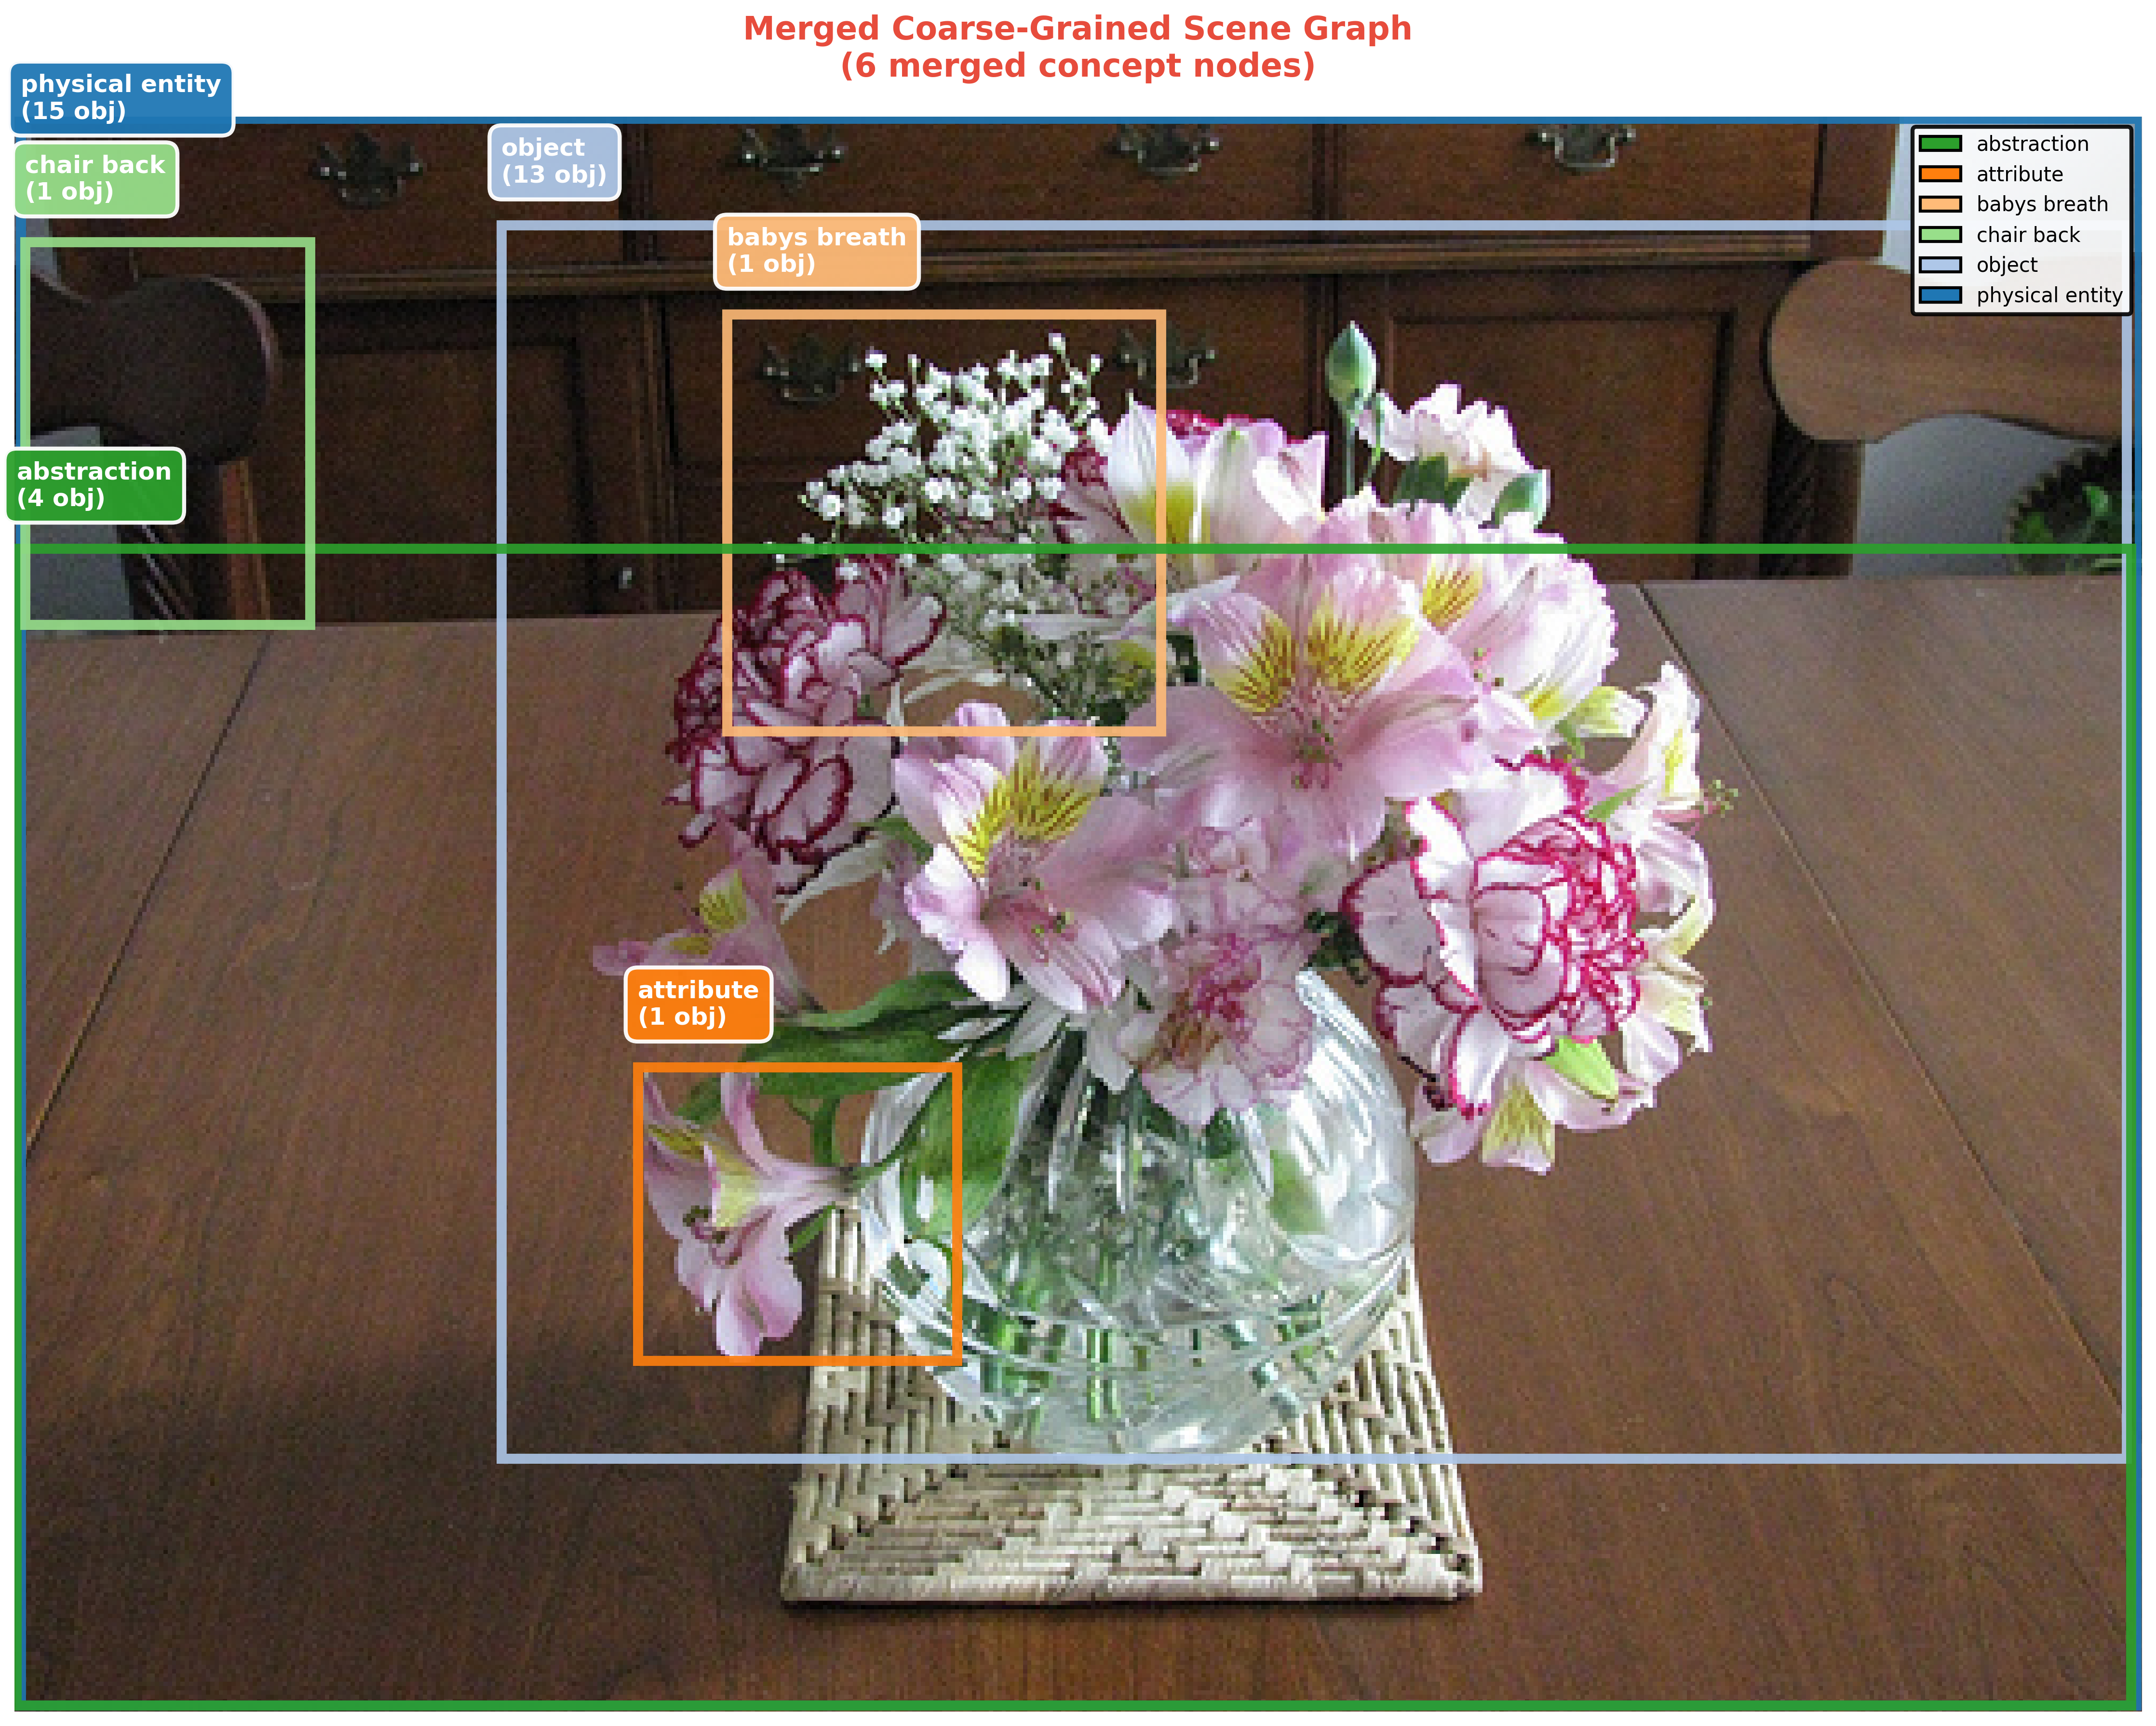 Merged Coarse-Grained Scene Graph
(6 merged concept nodes)
physical entity
(15 obj)
chair back
(1 obj)
object
(13 obj)
babys breath
(1 obj)
abstraction
(4 obj)
attribute
(1 obj)
abstraction
attribute
babys breath
chair back
object
physical entity